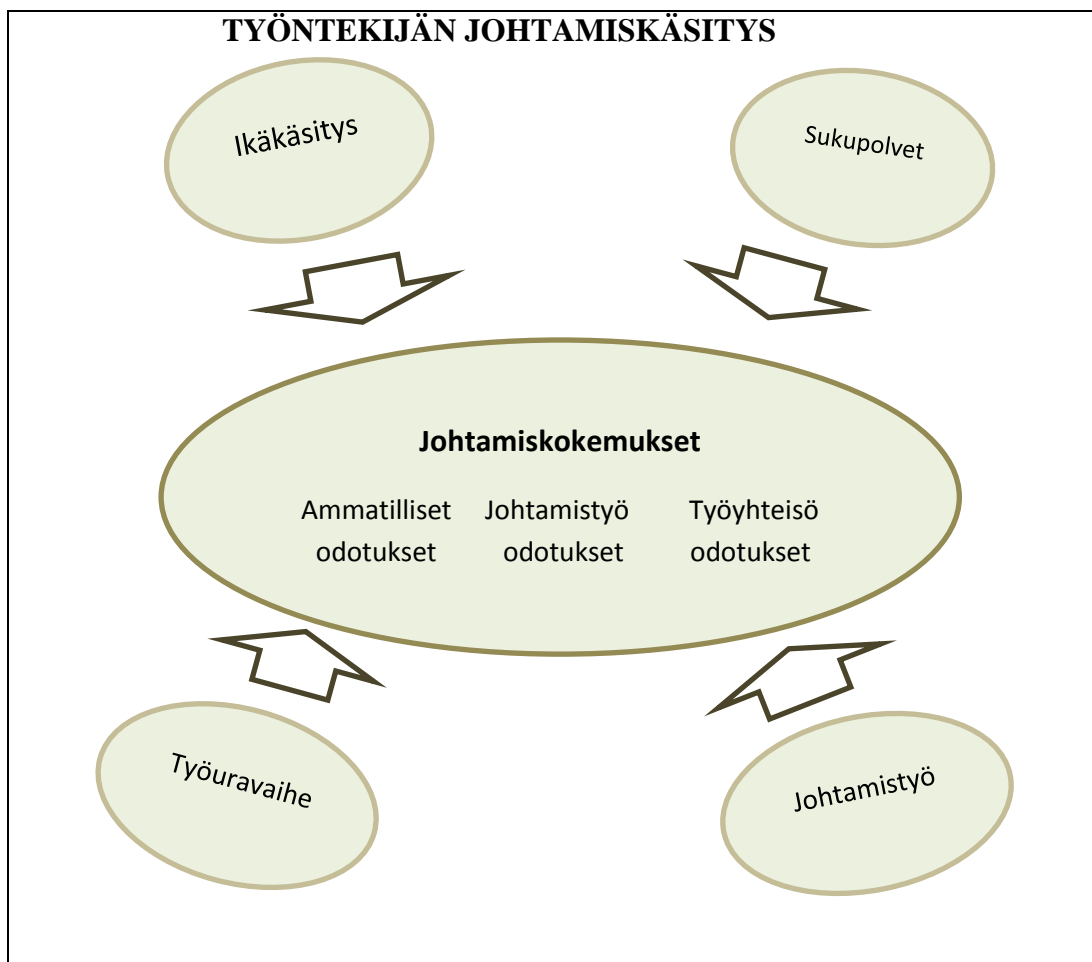 TYÖNTEKIJÄN JOHTAMISKÄSITYS
Ikäkäsitys
Sukupolvet
Johtamiskokemukset
Ammatilliset Johtamistyö Työyhteisö
odotukset odotukset odotukset
Työuravaihe
Johtamistyö